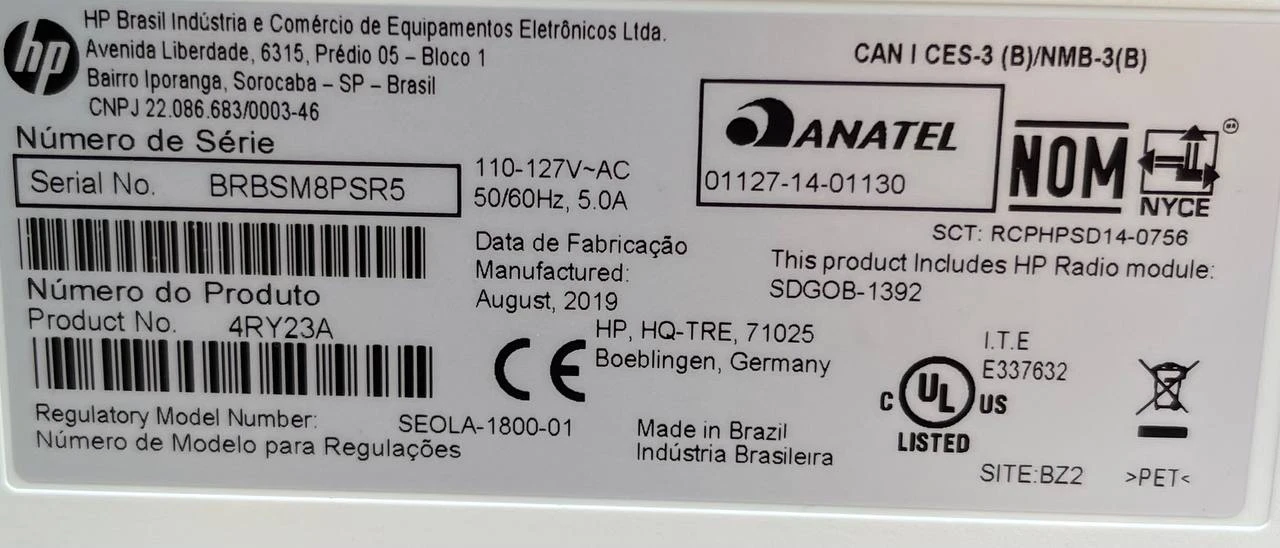 hp
HP Brasil Indústria e Comércio de Equipamentos Eletrônicos Ltda.
Avenida Liberdade, 6315, Prédio 05 – Bloco 1
Bairro Iporanga, Sorocaba – SP – Brasil
CNPJ 22.086.683/0003-46
Número de Série
Serial No. BRBSM8PSR5
Número do Produto
Product No. 4RY23A
Regulatory Model Number: SEOLA-1800-01
Número de Modelo para Regulações
110-127V~AC
50/60Hz, 5.0A
Data de Fabricação
Manufactured:
August, 2019
CE
HP, HQ-TRE, 71025
Boeblingen, Germany
Made in Brazil
Indústria Brasileira
CAN I CES-3 (B)/NMB-3(B)
ANATEL
01127-14-01130
NOM
NYCE
SCT: RCPHPSD14-0756
This product Includes HP Radio module:
SDGOB-1392
I.T.E
E337632
C UL US
LISTED
SITE:BZ2
>PET<